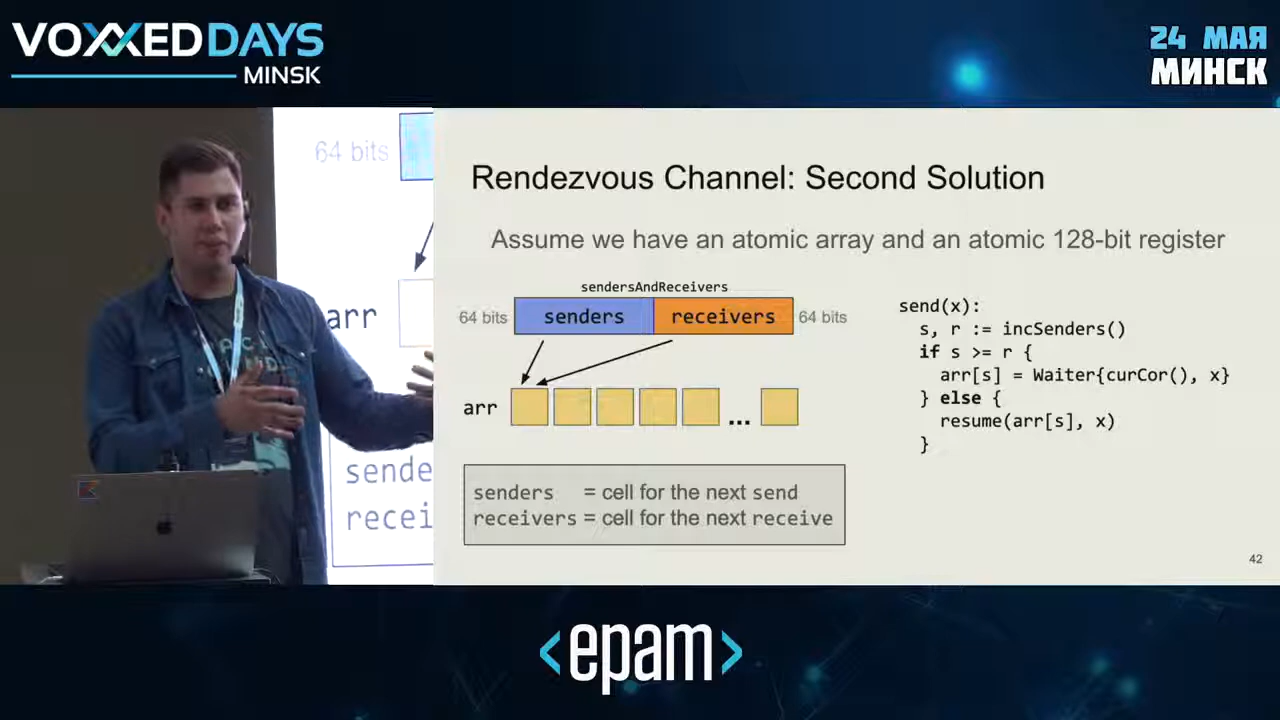 VOXXED DAYS
MINSK
24 МАЯ
МИНСК
64 bits
arr
sende
recei
Rendezvous Channel: Second Solution
Assume we have an atomic array and an atomic 128-bit register
sendersAndReceivers
64 bits senders receivers 64 bits
arr ...
senders = cell for the next send
receivers = cell for the next receive
send(x):
s, r := incSenders()
if s >= r {
arr[s] = Waiter{curCor(), x}
} else {
resume(arr[s], x)
}
42
<epam>